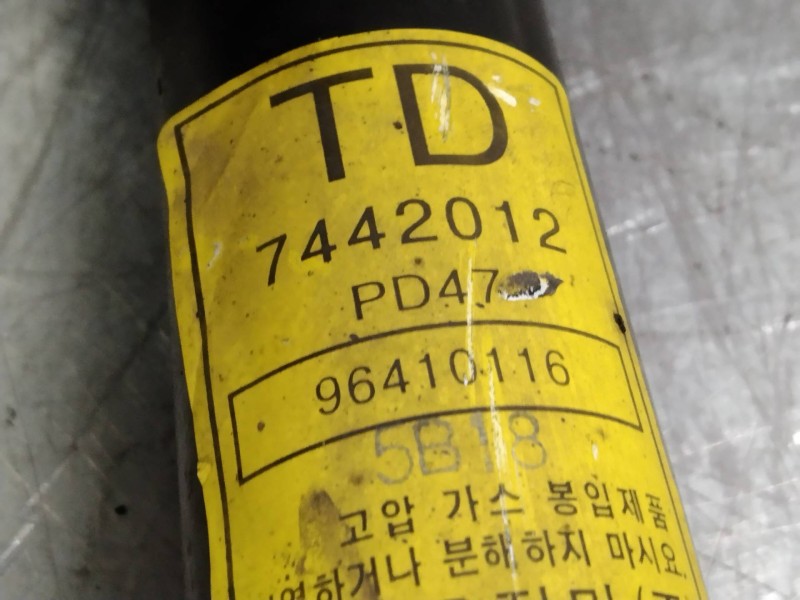 TD
7442012
PD47
96410116
5B18
고압 가스 봉입제품
분해하지 마시오.